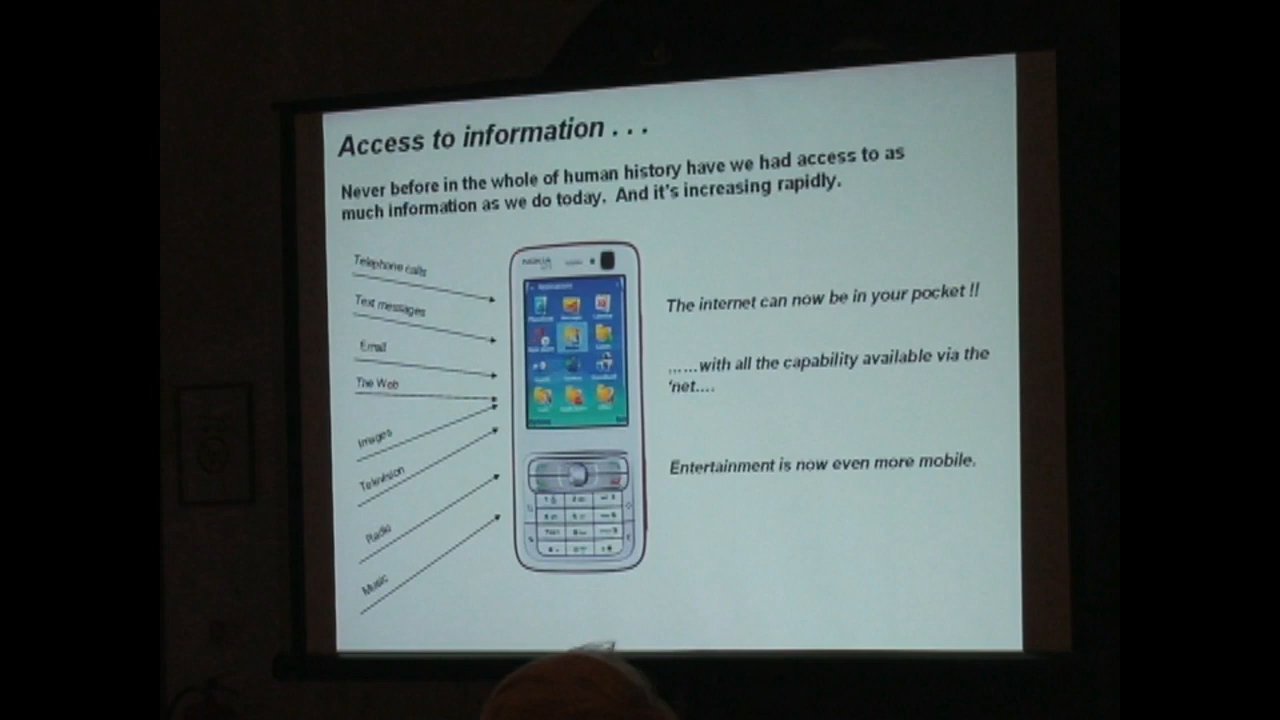 Access to information . . .
Never before in the whole of human history have we had access to as
much information as we do today. And it's increasing rapidly.
Telephone calls
Text messages
Email
The Web
Images
Television
Radio
Music
NOKIA
The internet can now be in your pocket !!
......with all the capability available via the
'net....
Entertainment is now even more mobile.